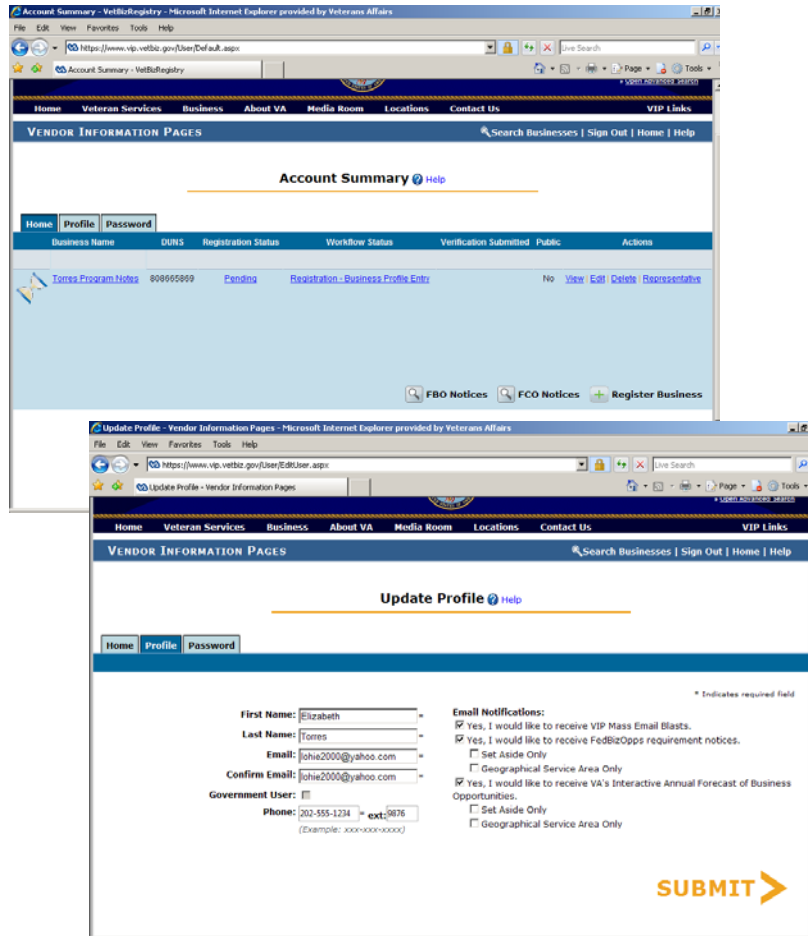 Account Summary - VetBizRegistry - Microsoft Internet Explorer provided by Veterans Affairs
File Edit View Favorites Tools Help
https://www.vip.vetbiz.gov/User/Default.aspx
Live Search
Account Summary - VetBizRegistry
Page Tools
Open Advanced Search
Home Veteran Services Business About VA Media Room Locations Contact Us VIP Links
VENDOR INFORMATION PAGES Search Businesses | Sign Out | Home | Help
Account Summary Help
Home Profile Password
Business Name DUNS Registration Status Workflow Status Verification Submitted Public Actions
Torres Program Notes 808665869 Pending Registration - Business Profile Entry No View | Edit | Delete | Representative
FBO Notices FCO Notices Register Business
Update Profile - Vendor Information Pages - Microsoft Internet Explorer provided by Veterans Affairs
File Edit View Favorites Tools Help
https://www.vip.vetbiz.gov/User/EditUser.aspx
Live Search
Update Profile - Vendor Information Pages
Page Tools
Open Advanced Search
Home Veteran Services Business About VA Media Room Locations Contact Us VIP Links
VENDOR INFORMATION PAGES Search Businesses | Sign Out | Home | Help
Update Profile Help
Home Profile Password
* Indicates required field
First Name: Elizabeth *
Last Name: Torres *
Email: lohie2000@yahoo.com *
Confirm Email: lohie2000@yahoo.com *
Government User:
Phone: 202-555-1234 * ext: 9876
(Example: xxx-xxx-xxxx)
Email Notifications:
Yes, I would like to receive VIP Mass Email Blasts.
Yes, I would like to receive FedBizOpps requirement notices.
Set Aside Only
Geographical Service Area Only
Yes, I would like to receive VA's Interactive Annual Forecast of Business
Opportunities.
Set Aside Only
Geographical Service Area Only
SUBMIT